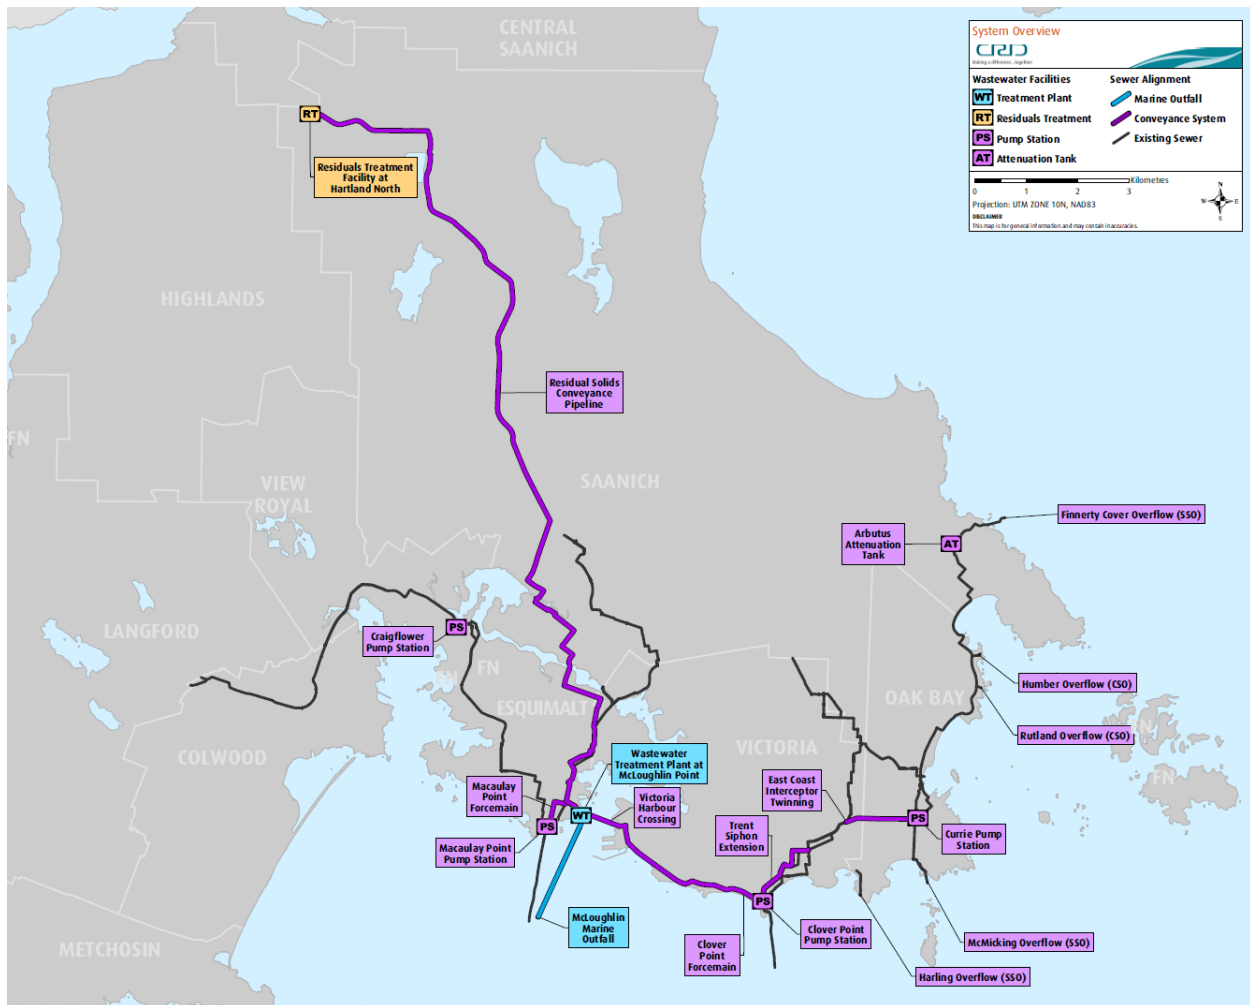 CENTRAL
SAANICH
System Overview
CRD
Making a difference...together
Wastewater Facilities
WT Treatment Plant
RT Residuals Treatment
PS Pump Station
AT Attenuation Tank
Sewer Alignment
Marine Outfall
Conveyance System
Existing Sewer
Kilometres
0 1 2 3
Projection: UTM ZONE 10N, NAD83
DISCLAIMER
This map is for general information and may contain inaccuracies.
N
W E
S
RT
Residuals Treatment
Facility at
Hartland North
HIGHLANDS
Residual Solids
Conveyance
Pipeline
FN
SAANICH
VIEW
ROYAL
Finnerty Cover Overflow (SSO)
Arbutus
Attenuation
Tank
AT
LANGFORD
Craigflower
Pump Station
PS
FN
FN
Humber Overflow (CSO)
OAK BAY
ESQUIMALT
Rutland Overflow (CSO)
FN
FN
COLWOOD
VICTORIA
Wastewater
Treatment Plant at
McLoughlin Point
Macaulay
Point
Forcemain
Victoria
Harbour
Crossing
East Coast
Interceptor
Twinning
WT
PS
PS
Trent
Siphon
Extension
Currie Pump
Station
Macaulay Point
Pump Station
PS
McLoughlin
Marine
Outfall
Clover Point
Pump Station
Clover
Point
Forcemain
McMicking Overflow (SSO)
Harling Overflow (SSO)
METCHOSIN